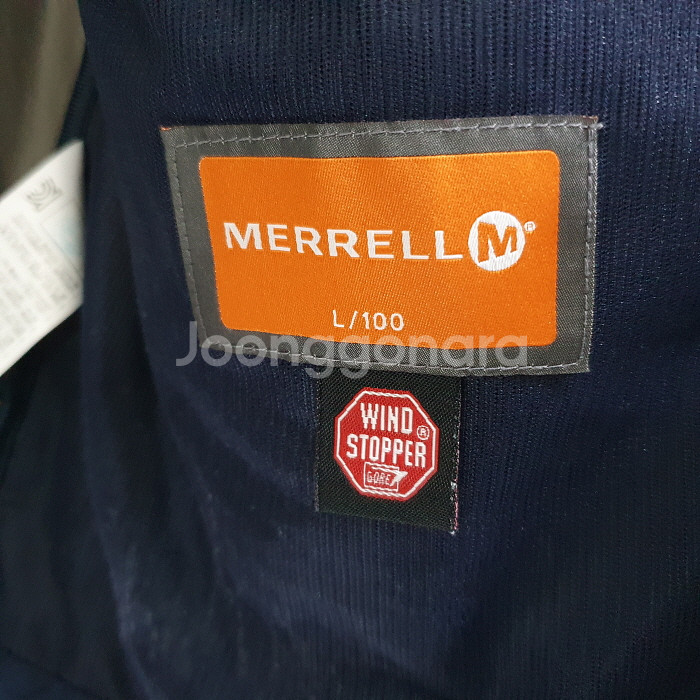 MERRELL M®
L/100
Joonggonara
WIND
STOPPER®
GORE